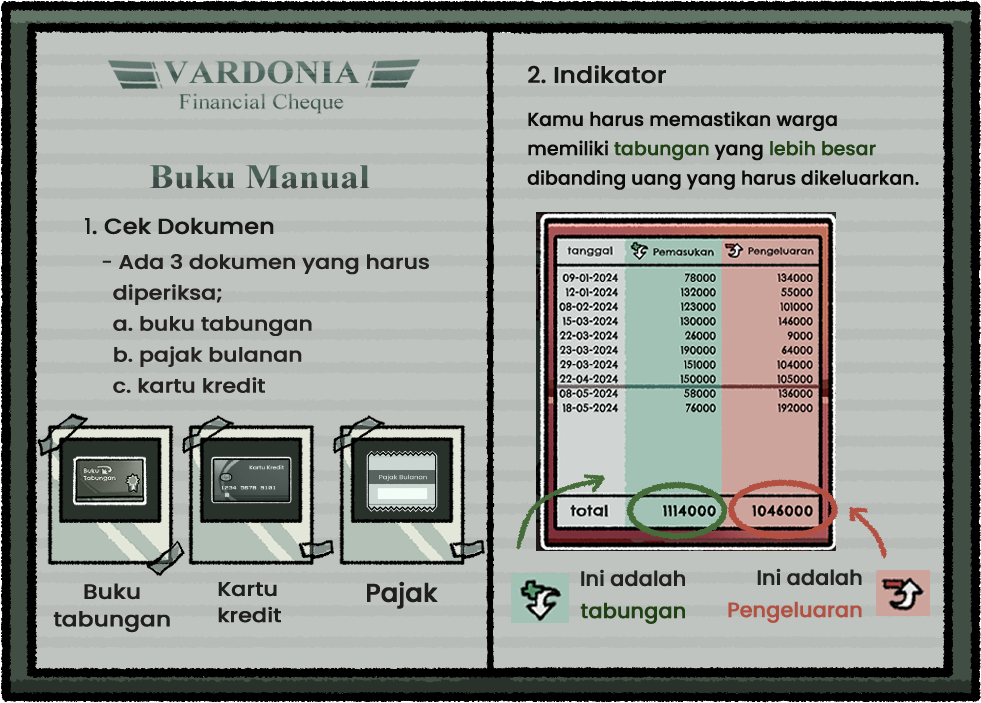 VARDONIA
Financial Cheque
Buku Manual
1. Cek Dokumen
- Ada 3 dokumen yang harus
diperiksa;
a. buku tabungan
b. pajak bulanan
c. kartu kredit
Buku
Tabungan
Kartu Kredit
1234 5678 9101
Pajak Bulanan
Buku
tabungan
Kartu
kredit
Pajak
2. Indikator
Kamu harus memastikan warga
memiliki tabungan yang lebih besar
dibanding uang yang harus dikeluarkan.
tanggal Pemasukan Pengeluaran
09-01-2024 78000 134000
12-01-2024 132000 55000
08-02-2024 123000 101000
15-03-2024 130000 146000
22-03-2024 26000 9000
23-03-2024 190000 64000
29-03-2024 151000 104000
22-04-2024 150000 105000
08-05-2024 58000 136000
18-05-2024 76000 192000
total 1114000 1046000
Ini adalah
tabungan
Ini adalah
Pengeluaran